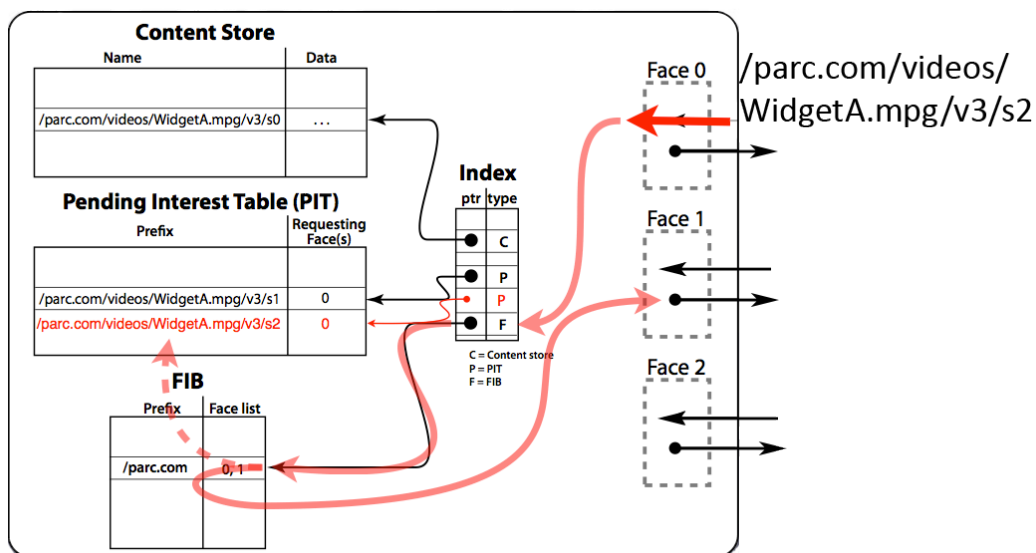 Content Store
Name Data
/parc.com/videos/WidgetA.mpg/v3/s0 ...
Pending Interest Table (PIT)
Prefix Requesting
Face(s)
/parc.com/videos/WidgetA.mpg/v3/s1 0
/parc.com/videos/WidgetA.mpg/v3/s2 0
FIB
Prefix Face list
/parc.com 0, 1
Index
ptr type
C
P
P
F
C = Content store
P = PIT
F = FIB
Face 0
Face 1
Face 2
/parc.com/videos/
WidgetA.mpg/v3/s2